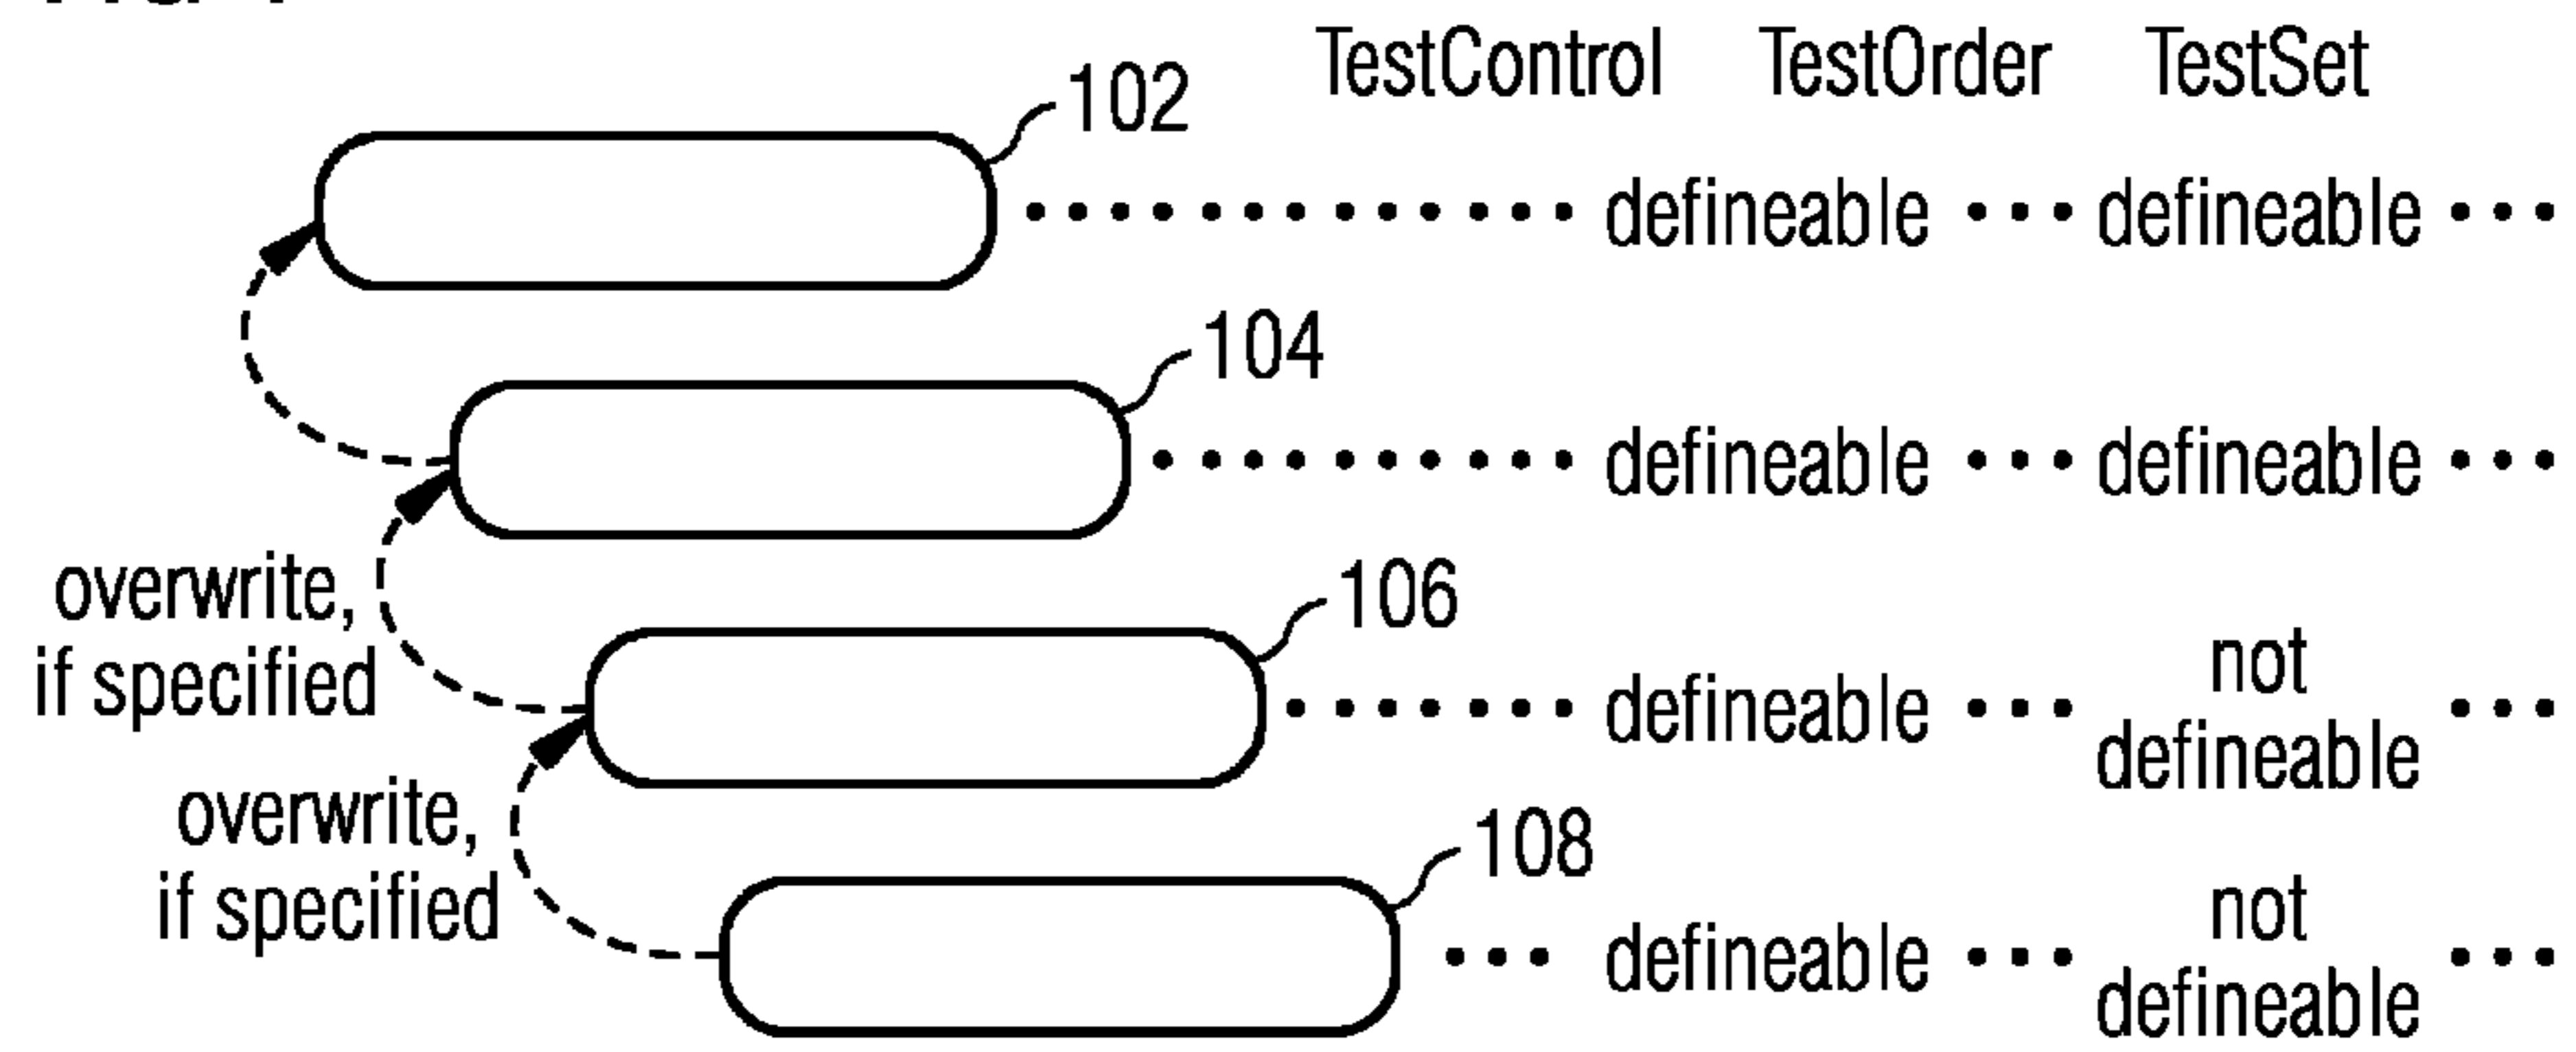 TestControl TestOrder TestSet
102
defineable defineable
104
defineable defineable
overwrite,
if specified
106
defineable not
defineable
overwrite,
if specified
108
defineable not
defineable